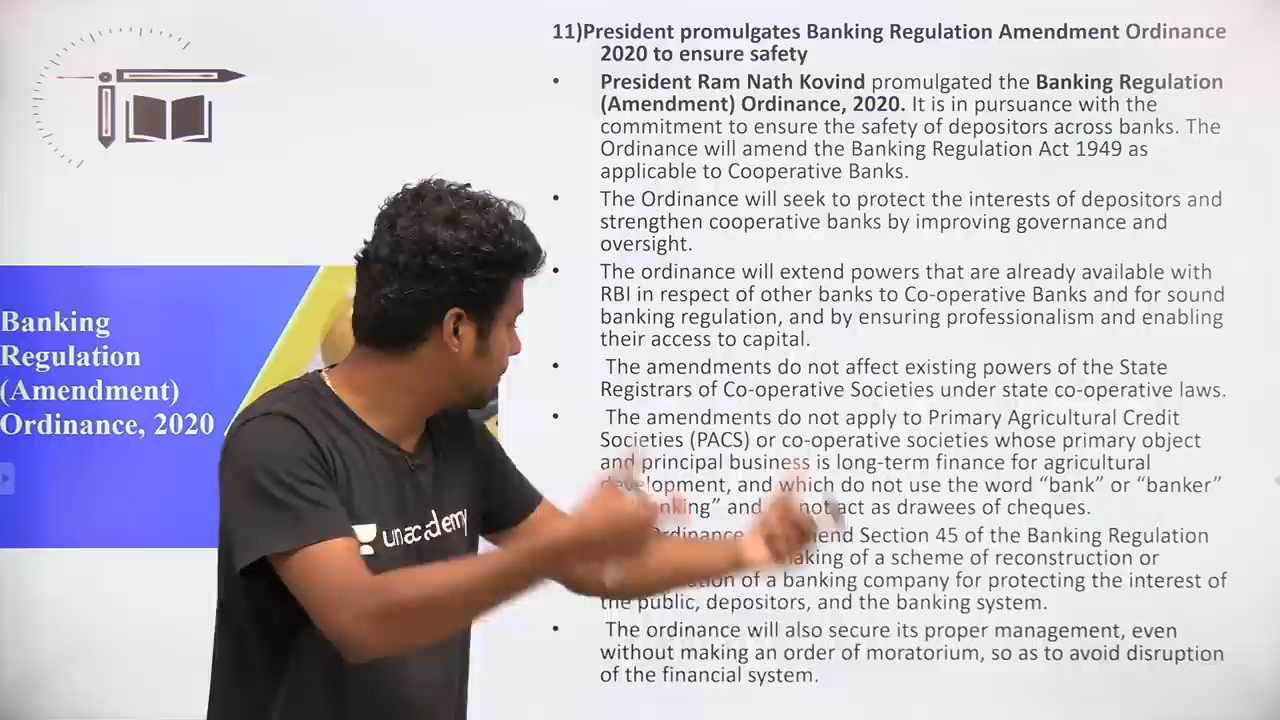 11)President promulgates Banking Regulation Amendment Ordinance
2020 to ensure safety
• President Ram Nath Kovind promulgated the Banking Regulation
(Amendment) Ordinance, 2020. It is in pursuance with the
commitment to ensure the safety of depositors across banks. The
Ordinance will amend the Banking Regulation Act 1949 as
applicable to Cooperative Banks.
• The Ordinance will seek to protect the interests of depositors and
strengthen cooperative banks by improving governance and
oversight.
• The ordinance will extend powers that are already available with
RBI in respect of other banks to Co-operative Banks and for sound
banking regulation, and by ensuring professionalism and enabling
their access to capital.
• The amendments do not affect existing powers of the State
Registrars of Co-operative Societies under state co-operative laws.
• The amendments do not apply to Primary Agricultural Credit
Societies (PACS) or co-operative societies whose primary object
and principal business is long-term finance for agricultural
development, and which do not use the word “bank” or “banker”
and not act as drawees of cheques.
• Section 45 of the Banking Regulation
of a scheme of reconstruction or
of a banking company for protecting the interest of
the public, depositors, and the banking system.
• The ordinance will also secure its proper management, even
without making an order of moratorium, so as to avoid disruption
of the financial system.
Banking
Regulation
(Amendment)
Ordinance, 2020
unacademy